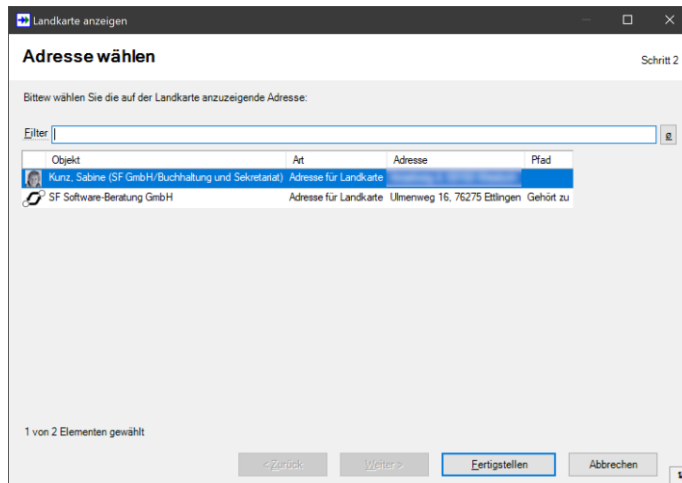 Landkarte anzeigen
Adresse wählen
Schritt 2
Bittew wählen Sie die auf der Landkarte anzuzeigende Adresse:
Filter
Objekt Art Adresse Pfad
Kunz, Sabine (SF GmbH/Buchhaltung und Sekretariat) Adresse für Landkarte
SF Software-Beratung GmbH Adresse für Landkarte Ulmenweg 16, 76275 Ettlingen Gehört zu
1 von 2 Elementen gewählt
< Zurück Weiter > Fertigstellen Abbrechen